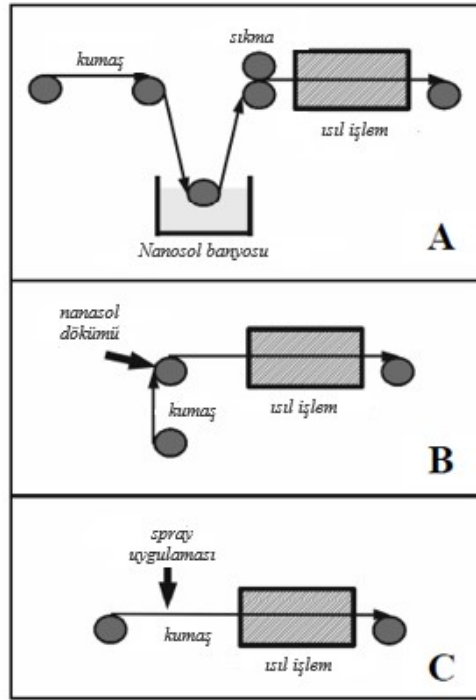 sıkma
kumaş
ısıl işlem
Nanosol banyosu
A
nanasol
dökümü
kumaş
ısıl işlem
B
spray
uygulaması
kumaş
ısıl işlem
C